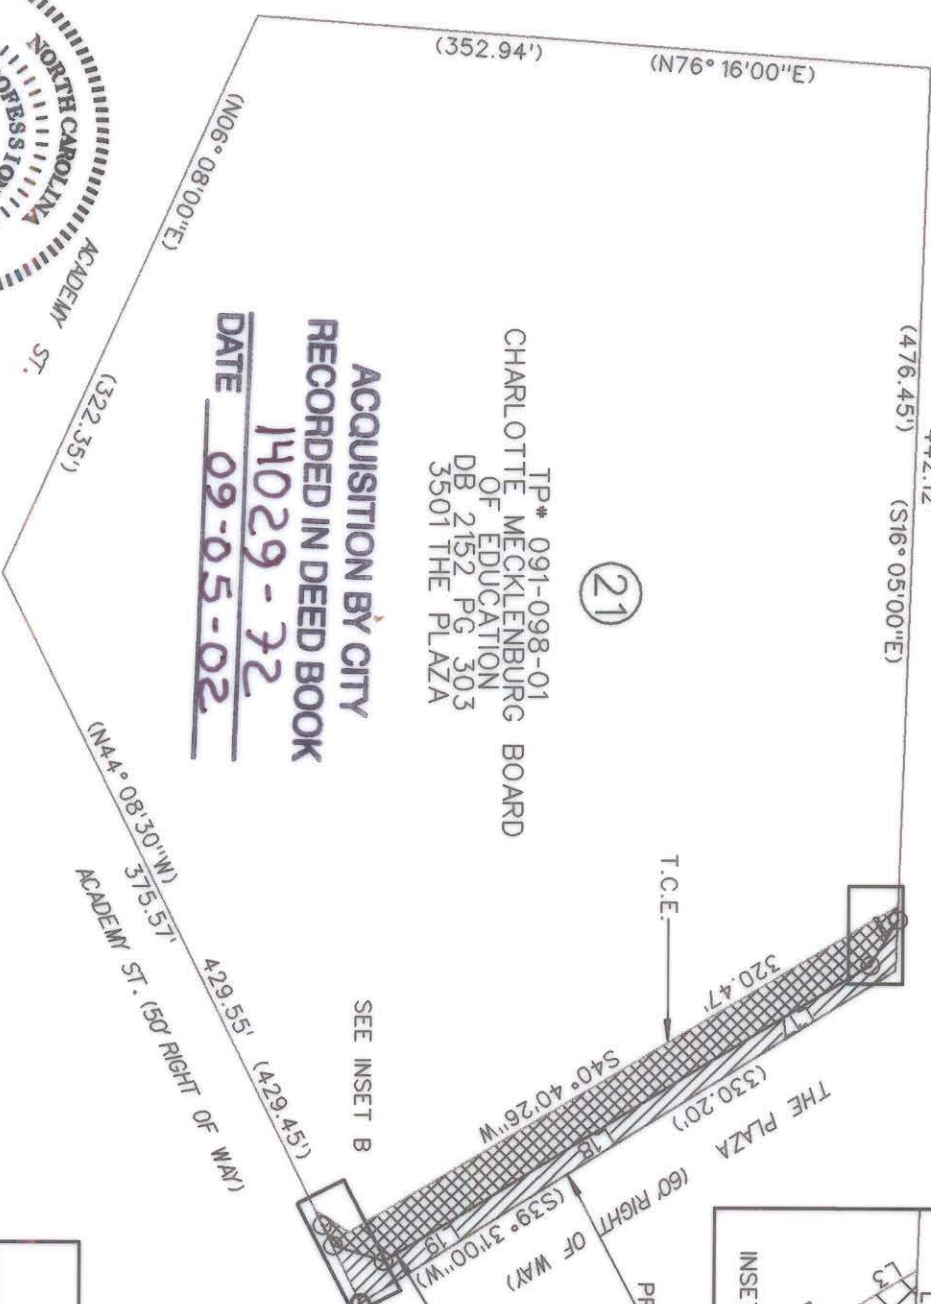 (352.94')
(N76° 16'00"E)
(476.45')
(S16° 05'00"E)
(N06° 08'00"E)
(322.35')
NORTH CAROLINA
ACADEMY ST.
21
TP# 091-098-01
CHARLOTTE MECKLENBURG BOARD
OF EDUCATION
DB 2152 PG 303
3501 THE PLAZA
ACQUISITION BY CITY
RECORDED IN DEED BOOK
14029-72
DATE 09-05-02
T.C.E.
320.47'
S40° 40'26"W
17
18
19
(330.20')
(S39° 31'00"W)
THE PLAZA (60' RIGHT OF WAY)
(N44° 08'30"W)
375.57'
429.55' (429.45')
ACADEMY ST. (50' RIGHT OF WAY)
SEE INSET B
L3